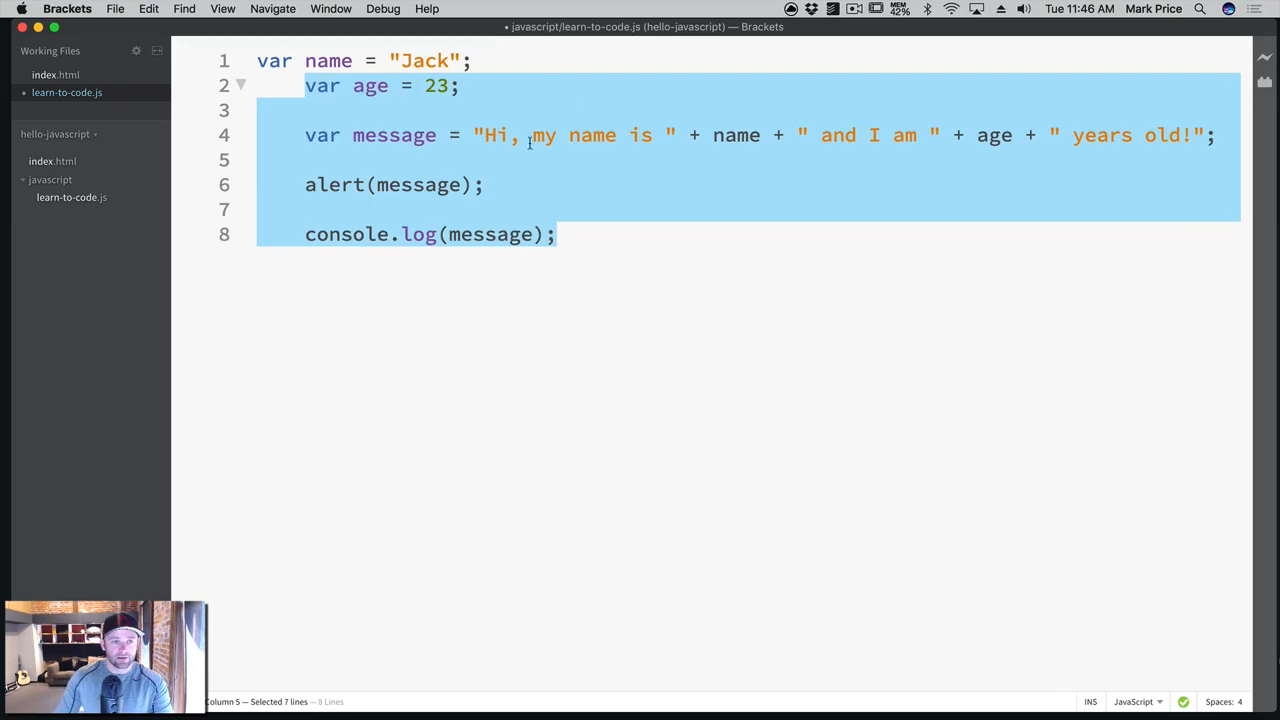 Brackets File Edit View Navigate Window Debug Help MEM 42% Tue 11:46 AM Mark Price
• javascript/learn-to-code.js (hello-javascript) — Brackets
Working Files
index.html
learn-to-code.js
hello-javascript
index.html
javascript
learn-to-code.js
1 var name = "Jack";
2 var age = 23;
3
4 var message = "Hi, my name is " + name + " and I am " + age + " years old!";
5
6 alert(message);
7
8 console.log(message);
Column 5 — Selected 7 lines — 8 Lines
INS JavaScript Spaces: 4